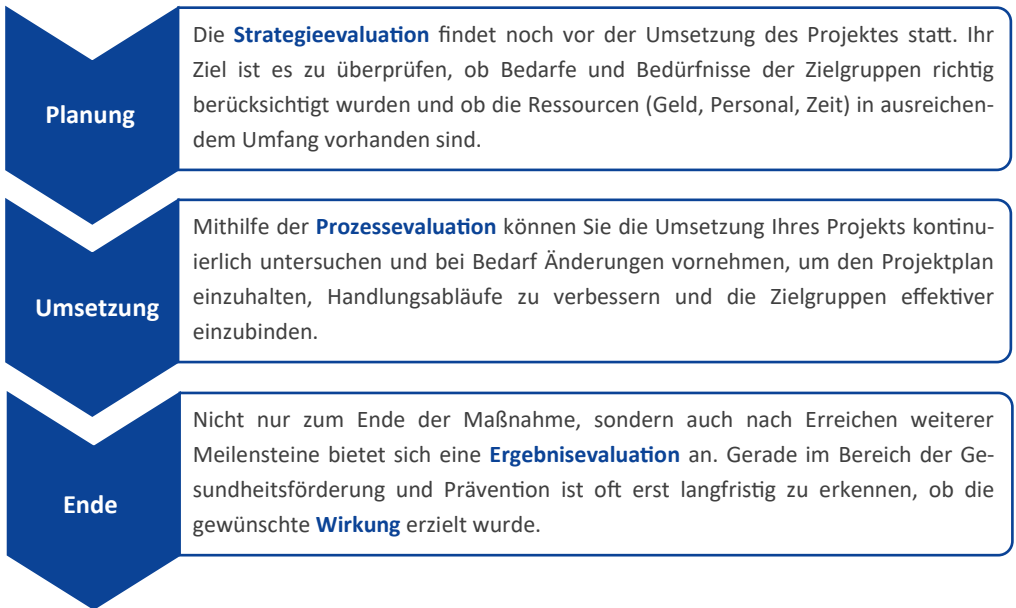 Planung
Die Strategieevaluation findet noch vor der Umsetzung des Projektes statt. Ihr
Ziel ist es zu überprüfen, ob Bedarfe und Bedürfnisse der Zielgruppen richtig
berücksichtigt wurden und ob die Ressourcen (Geld, Personal, Zeit) in ausreichen-
dem Umfang vorhanden sind.
Umsetzung
Mithilfe der Prozessevaluation können Sie die Umsetzung Ihres Projekts kontinu-
ierlich untersuchen und bei Bedarf Änderungen vornehmen, um den Projektplan
einzuhalten, Handlungsabläufe zu verbessern und die Zielgruppen effektiver
einzubinden.
Ende
Nicht nur zum Ende der Maßnahme, sondern auch nach Erreichen weiterer
Meilensteine bietet sich eine Ergebnisevaluation an. Gerade im Bereich der Ge-
sundheitsförderung und Prävention ist oft erst langfristig zu erkennen, ob die
gewünschte Wirkung erzielt wurde.